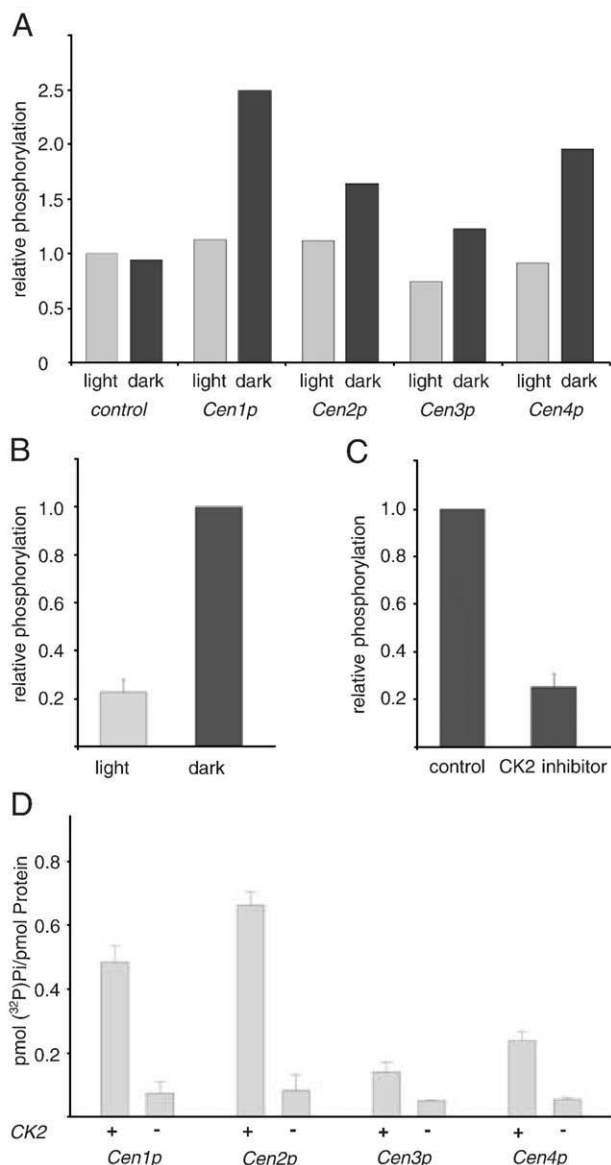 A
relative phosphorylation
2.5
2.0
1.5
1.0
0.5
0
light dark light dark light dark light dark light dark
control Cen1p Cen2p Cen3p Cen4p
B
relative phosphorylation
1.0
0.8
0.6
0.4
0.2
light dark
C
relative phosphorylation
1.0
0.8
0.6
0.4
0.2
control CK2 inhibitor
D
pmol (³²P)Pi/pmol Protein
0.8
0.6
0.4
0.2
CK2 + - + - + - + -
Cen1p Cen2p Cen3p Cen4p